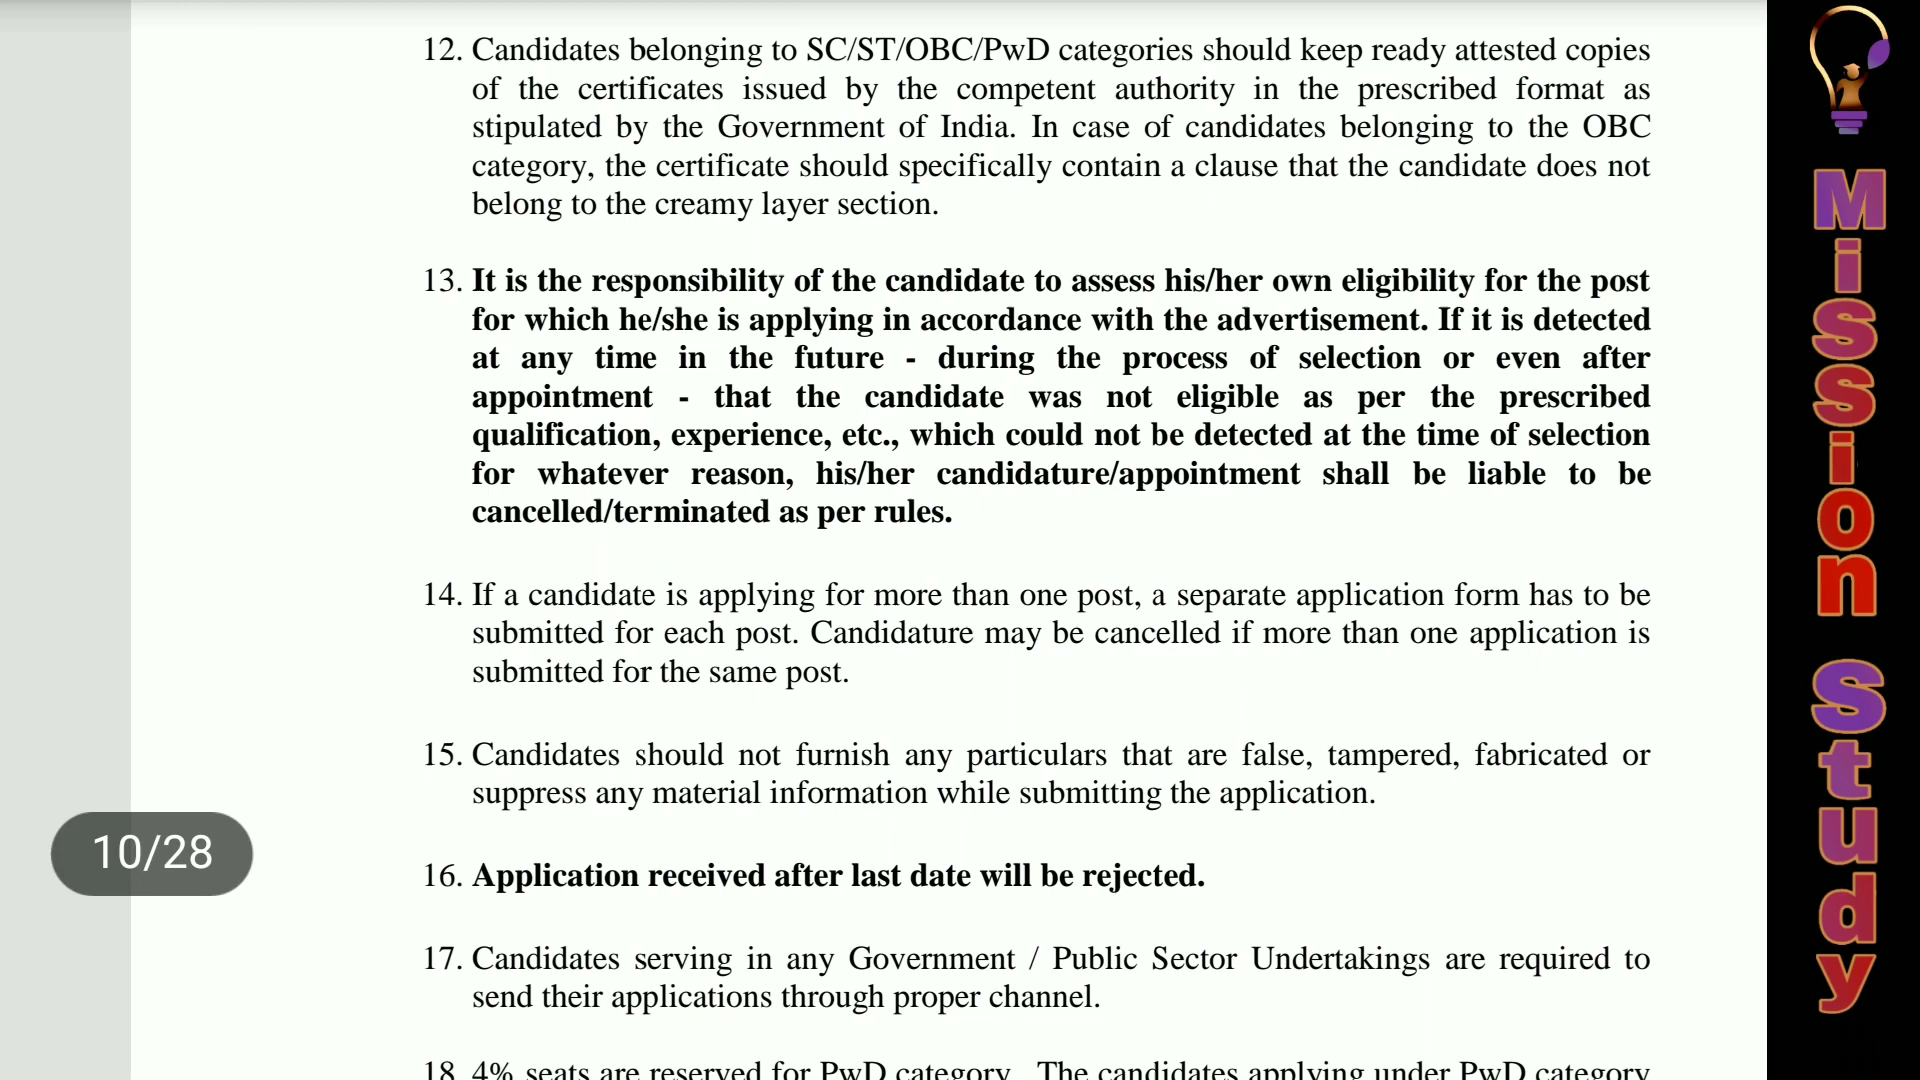 12. Candidates belonging to SC/ST/OBC/PwD categories should keep ready attested copies
of the certificates issued by the competent authority in the prescribed format as
stipulated by the Government of India. In case of candidates belonging to the OBC
category, the certificate should specifically contain a clause that the candidate does not
belong to the creamy layer section.
13. It is the responsibility of the candidate to assess his/her own eligibility for the post
for which he/she is applying in accordance with the advertisement. If it is detected
at any time in the future - during the process of selection or even after
appointment - that the candidate was not eligible as per the prescribed
qualification, experience, etc., which could not be detected at the time of selection
for whatever reason, his/her candidature/appointment shall be liable to be
cancelled/terminated as per rules.
14. If a candidate is applying for more than one post, a separate application form has to be
submitted for each post. Candidature may be cancelled if more than one application is
submitted for the same post.
15. Candidates should not furnish any particulars that are false, tampered, fabricated or
suppress any material information while submitting the application.
10/28
16. Application received after last date will be rejected.
17. Candidates serving in any Government / Public Sector Undertakings are required to
send their applications through proper channel.
18. 4% seats are reserved for PwD category. The candidates applying under PwD category
Mission Study